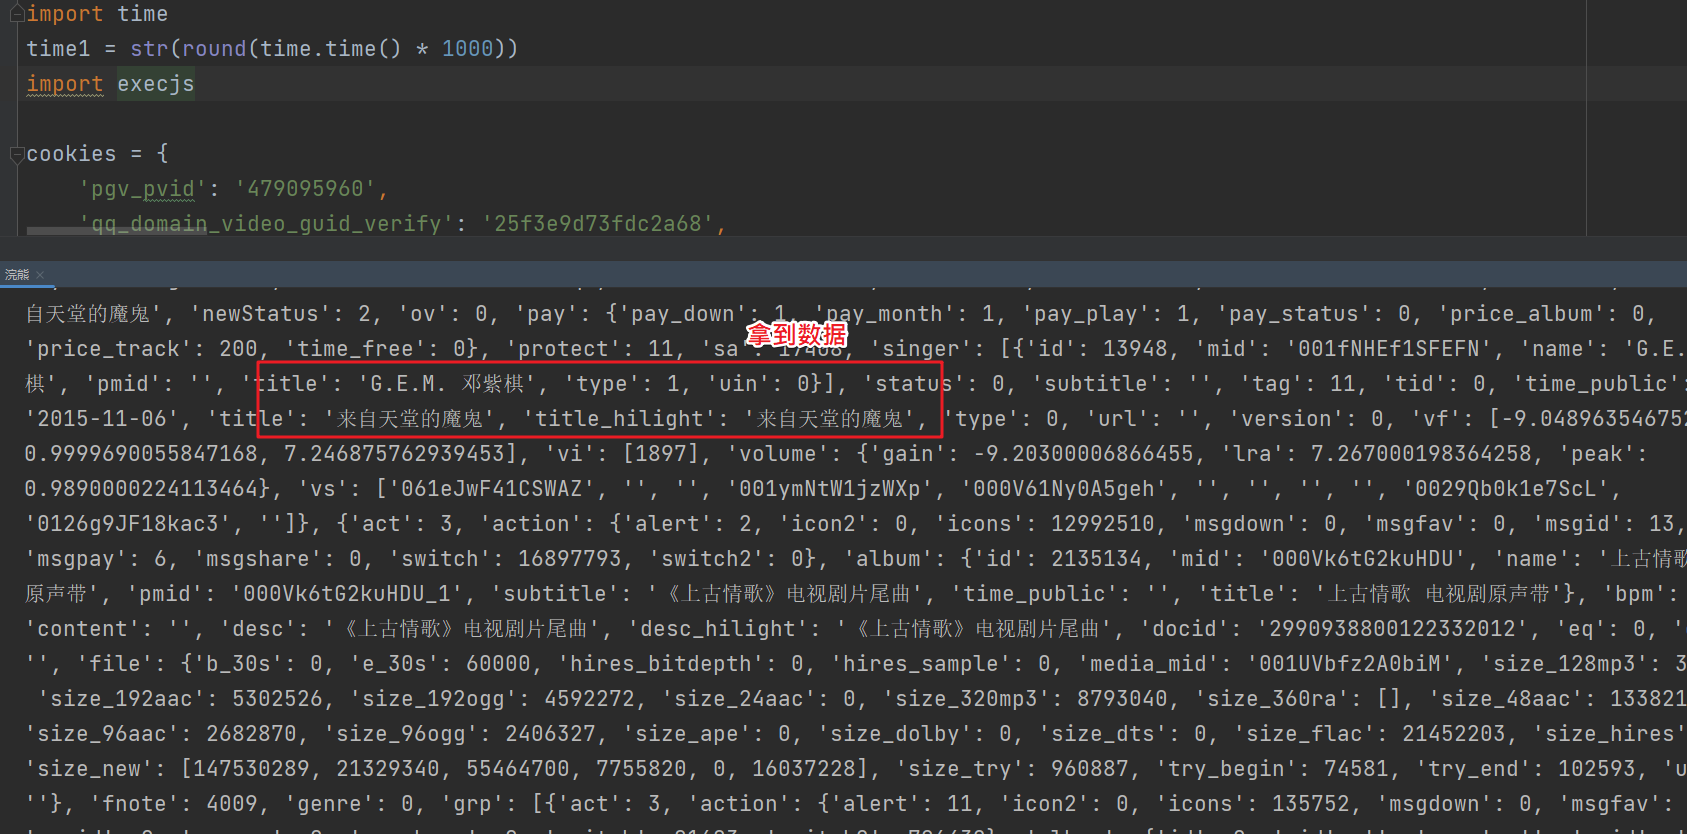 import time
time1 = str(round(time.time() * 1000))
import execjs
cookies = {
'pgv_pvid': '479095960',
'qq_domain_video_guid_verify': '25f3e9d73fdc2a68',
浣熊 ×
自天堂的魔鬼', 'newStatus': 2, 'ov': 0, 'pay': {'pay_down': 1, 'pay_month': 1, 'pay_play': 1, 'pay_status': 0, 'price_album': 0,
拿到数据
'price_track': 200, 'time_free': 0}, 'protect': 11, 'sa': 17408, 'singer': [{'id': 13948, 'mid': '001fNHEf1SFEFN', 'name': 'G.E.
棋', 'pmid': '', 'title': 'G.E.M. 邓紫棋', 'type': 1, 'uin': 0}], 'status': 0, 'subtitle': '', 'tag': 11, 'tid': 0, 'time_public':
'2015-11-06', 'title': '来自天堂的魔鬼', 'title_hilight': '来自天堂的魔鬼', 'type': 0, 'url': '', 'version': 0, 'vf': [-9.048963546752
0.9999690055847168, 7.246875762939453], 'vi': [1897], 'volume': {'gain': -9.20300006866455, 'lra': 7.267000198364258, 'peak':
0.9890000224113464}, 'vs': ['061eJwF41CSWAZ', '', '', '001ymNtW1jzWXp', '000V61Ny0A5geh', '', '', '', '', '0029Qb0k1e7ScL',
'0126g9JF18kac3', '']}, {'act': 3, 'action': {'alert': 2, 'icon2': 0, 'icons': 12992510, 'msgdown': 0, 'msgfav': 0, 'msgid': 13,
'msgpay': 6, 'msgshare': 0, 'switch': 16897793, 'switch2': 0}, 'album': {'id': 2135134, 'mid': '000Vk6tG2kuHDU', 'name': '上古情歌
原声带', 'pmid': '000Vk6tG2kuHDU_1', 'subtitle': '《上古情歌》电视剧片尾曲', 'time_public': '', 'title': '上古情歌 电视剧原声带'}, 'bpm':
'content': '', 'desc': '《上古情歌》电视剧片尾曲', 'desc_hilight': '《上古情歌》电视剧片尾曲', 'docid': '2990938800122332012', 'eq': 0, '
'', 'file': {'b_30s': 0, 'e_30s': 60000, 'hires_bitdepth': 0, 'hires_sample': 0, 'media_mid': '001UVbfz2A0biM', 'size_128mp3': 3
'size_192aac': 5302526, 'size_192ogg': 4592272, 'size_24aac': 0, 'size_320mp3': 8793040, 'size_360ra': [], 'size_48aac': 133821
'size_96aac': 2682870, 'size_96ogg': 2406327, 'size_ape': 0, 'size_dolby': 0, 'size_dts': 0, 'size_flac': 21452203, 'size_hires'
'size_new': [147530289, 21329340, 55464700, 7755820, 0, 16037228], 'size_try': 960887, 'try_begin': 74581, 'try_end': 102593, 'u
''}, 'fnote': 4009, 'genre': 0, 'grp': [{'act': 3, 'action': {'alert': 11, 'icon2': 0, 'icons': 135752, 'msgdown': 0, 'msgfav':